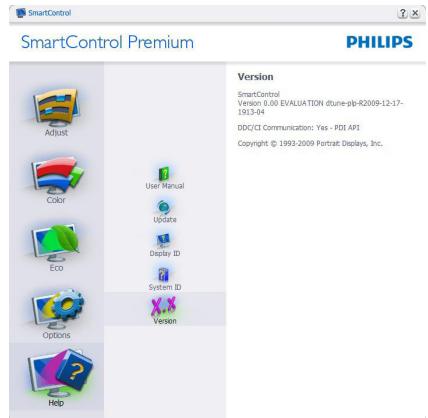 SmartControl
SmartControl Premium
PHILIPS
Adjust
Color
Eco
Options
Help
User Manual
Update
Display ID
System ID
X.X
Version
Version
SmartControl
Version 0.00 EVALUATION dtune-plp-R2009-12-17-
1913-04
DDC/CI Communication: Yes - PDI API
Copyright © 1993-2009 Portrait Displays, Inc.